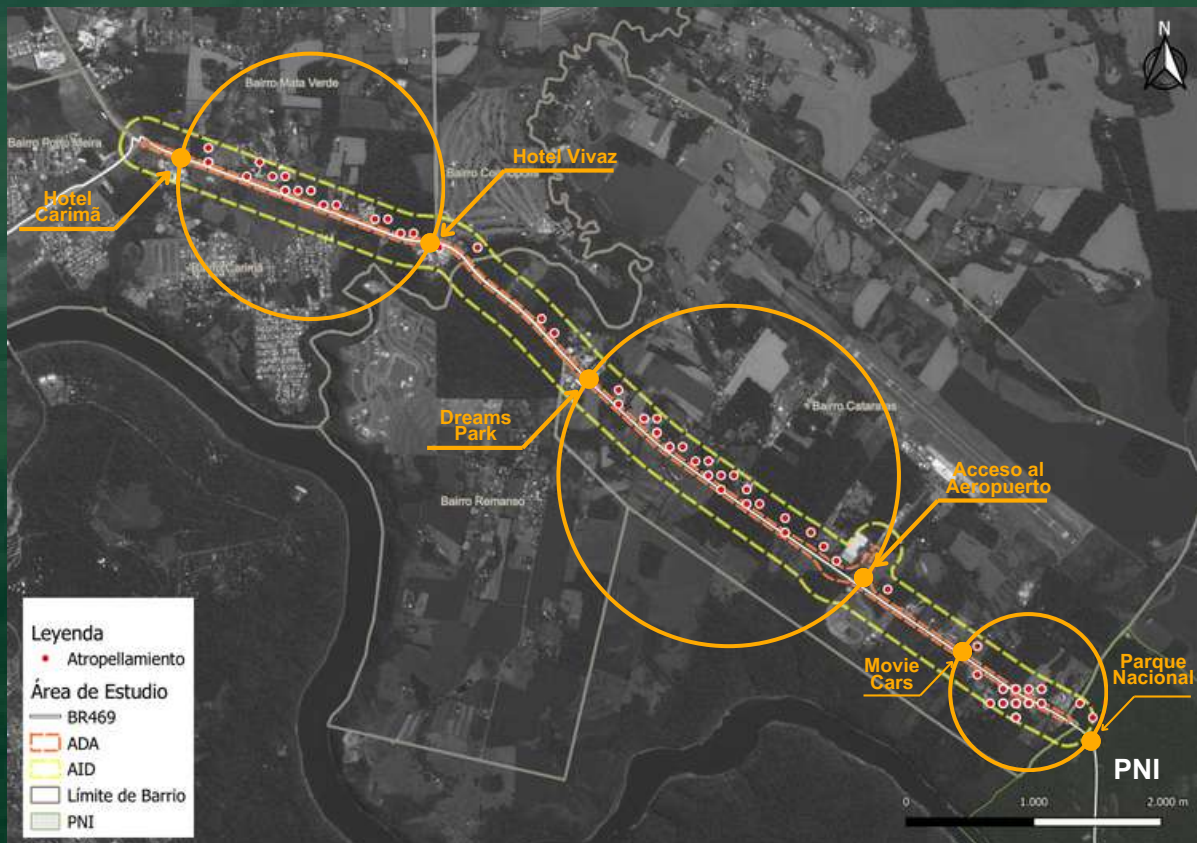 N
Bairro Mata Verde
Bairro Porto Meira
Hotel Vivaz
Bairro
Hotel
Carimã
Dreams
Park
Bairro Cataratas
Acceso al
Aeropuerto
Bairro Remanso
Movie
Cars
Parque
Nacional
PNI
Leyenda
Atropellamiento
Área de Estudio
BR469
ADA
AID
Límite de Barrio
PNI
0 1.000 2.000 m